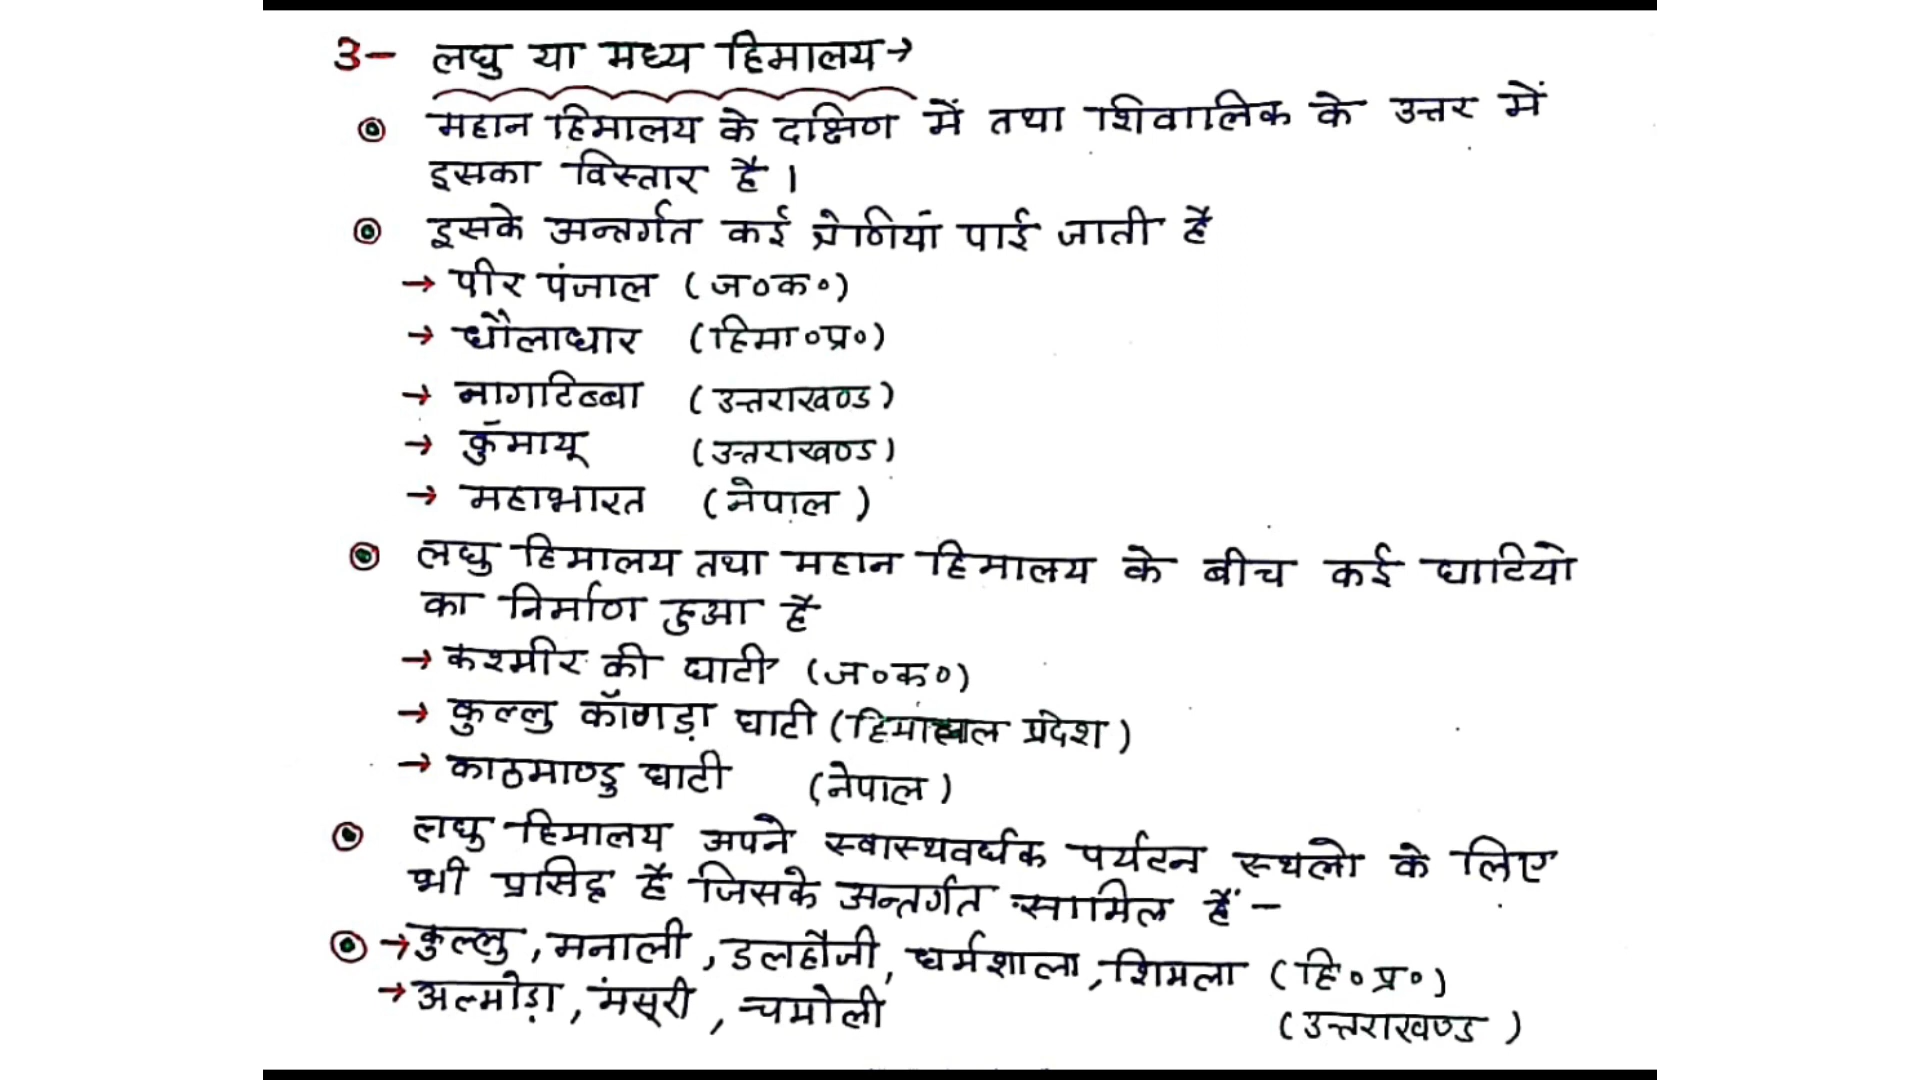 3- लघु या मध्य हिमालय →
महान हिमालय के दक्षिण में तथा शिवालिक के उत्तर में
इसका विस्तार है।
इसके अन्तर्गत कई श्रेणियां पाई जाती है
→ पीर पंजाल (ज०क०)
→ धौलाधार (हिमा०प्र०)
→ नागटिब्बा (उत्तराखण्ड)
→ कुॅमायू (उत्तराखण्ड)
→ महाभारत (नेपाल)
लघु हिमालय तथा महान हिमालय के बीच कई घाटियो
का निर्माण हुआ है
→ कश्मीर की घाटी (ज०क०)
→ कुल्लु कॉगड़ा घाटी (हिमांचल प्रदेश)
→ काठमाण्डु घाटी (नेपाल)
लघु हिमालय अपने स्वास्थवर्धक पर्यटन स्थलो के लिए
भी प्रसिद्ध है जिसके अन्तर्गत सामिल हैं -
→ कुल्लु, मनाली, डलहौजी, धर्मशाला, शिमला (हि०प्र०)
→ अल्मोड़ा, मंसूरी, चमोली (उत्तराखण्ड)